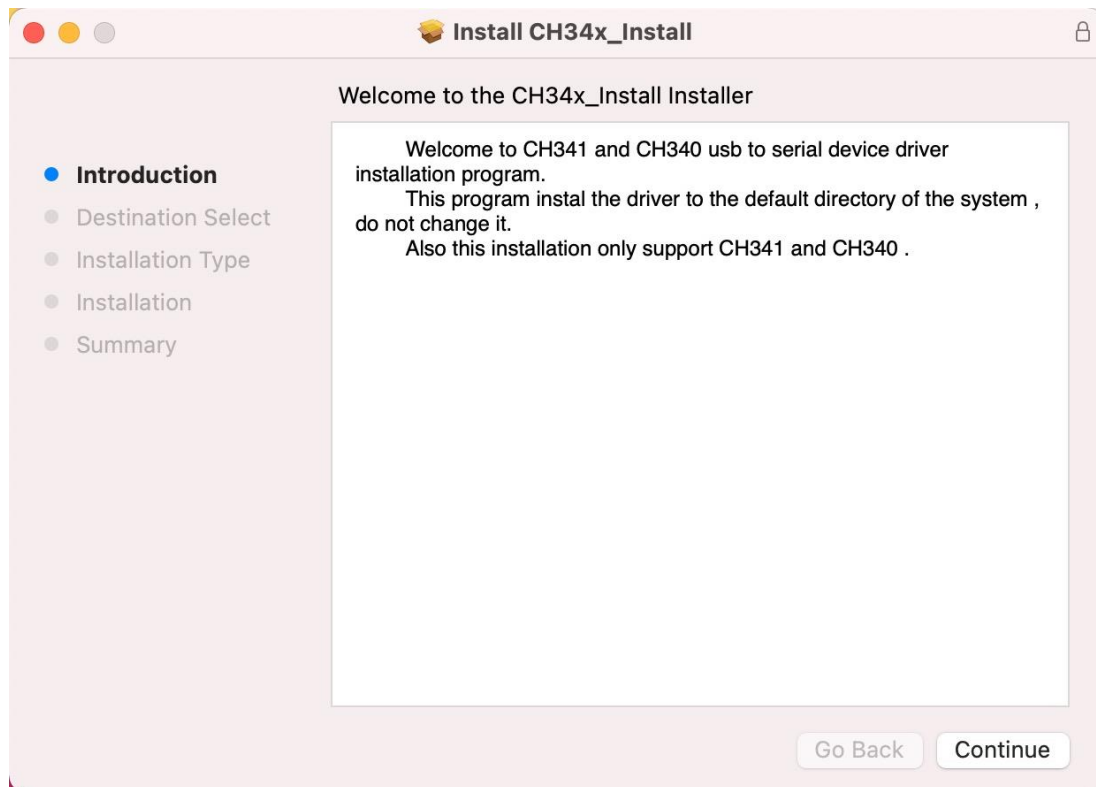 Install CH34x_Install
Welcome to the CH34x_Install Installer
Introduction
Destination Select
Installation Type
Installation
Summary
Welcome to CH341 and CH340 usb to serial device driver
installation program.
This program instal the driver to the default directory of the system ,
do not change it.
Also this installation only support CH341 and CH340 .
Go Back
Continue